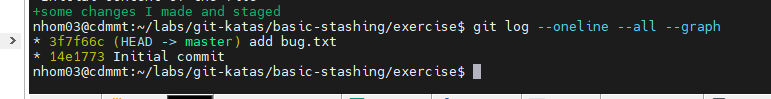 +some changes I made and staged
nhom03@cdmmt:~/labs/git-katas/basic-stashing/exercise$ git log --oneline --all --graph
* 3f7f66c (HEAD -> master) add bug.txt
* 14e1773 Initial commit
nhom03@cdmmt:~/labs/git-katas/basic-stashing/exercise$